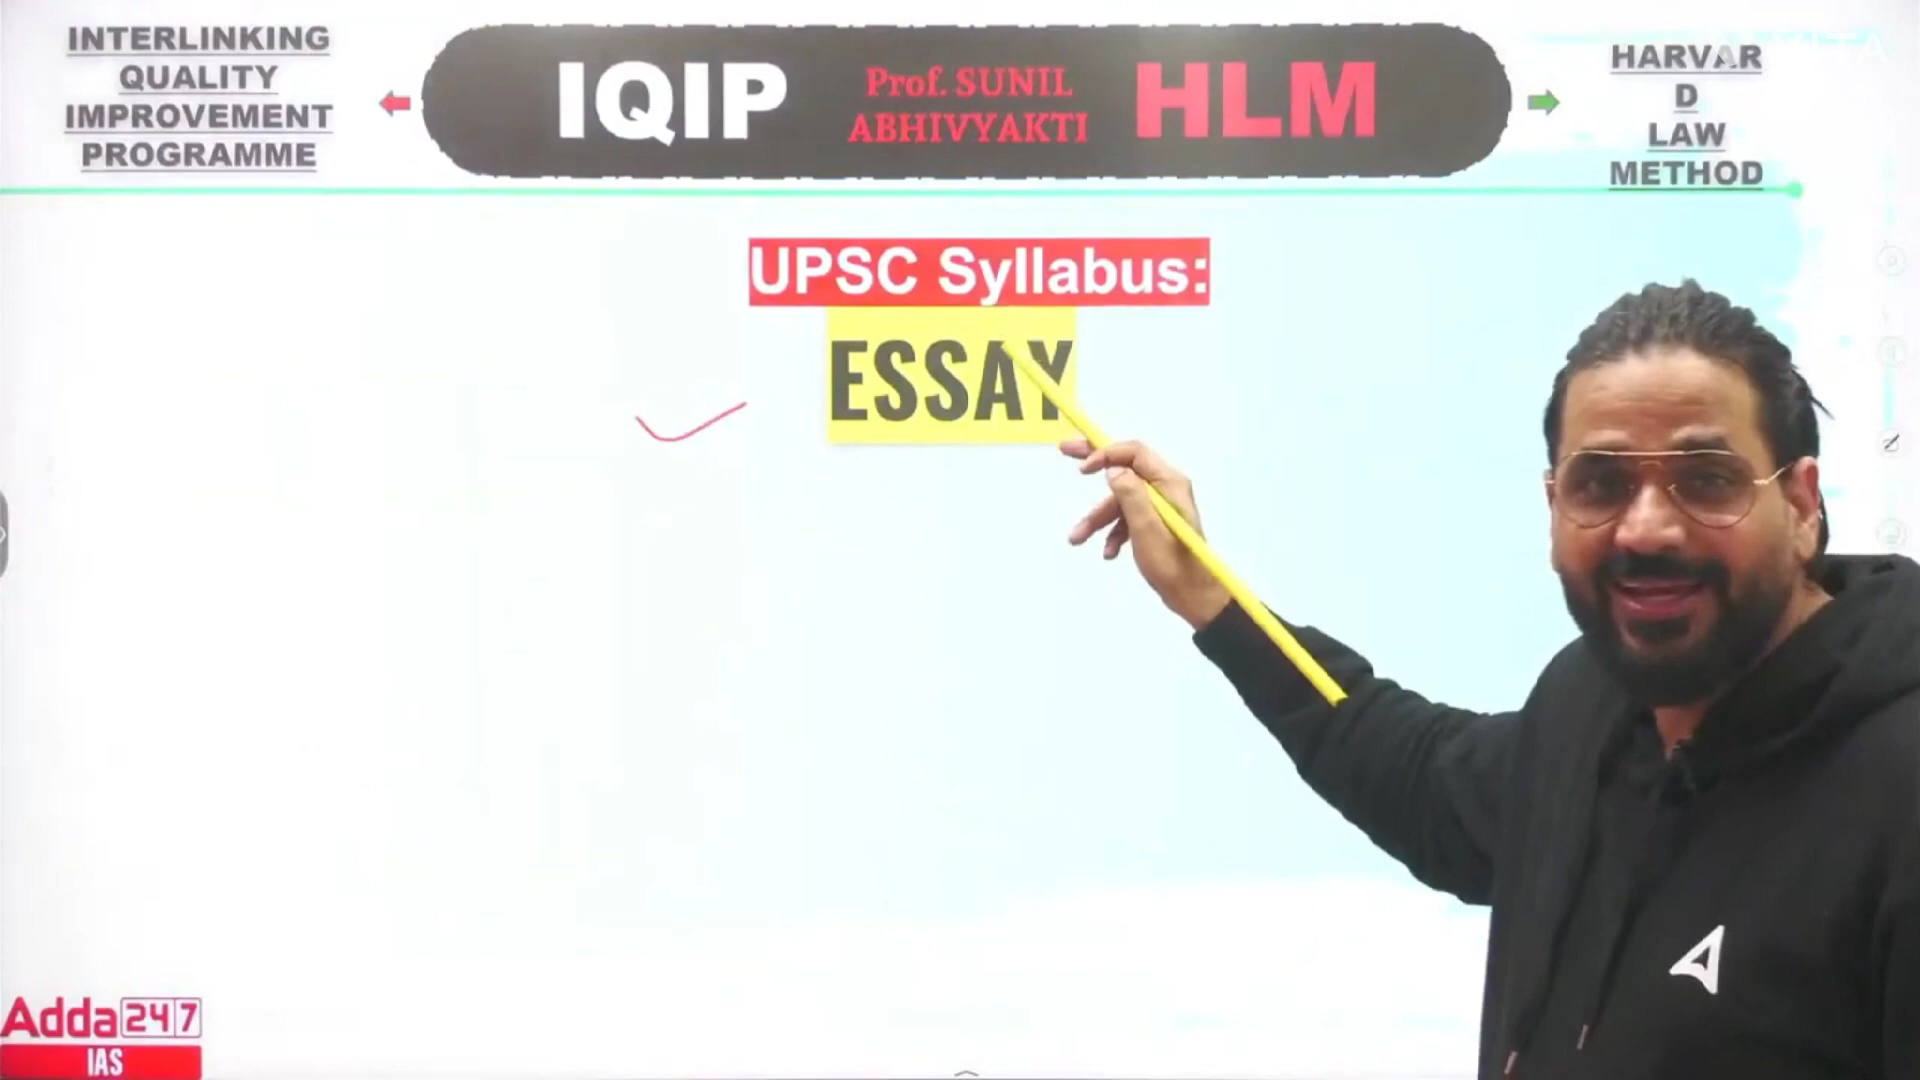 INTERLINKING
QUALITY
IMPROVEMENT
PROGRAMME
IQIP
Prof. SUNIL
ABHIVYAKTI
HLM
HARVAR
D
LAW
METHOD
UPSC Syllabus:
ESSAY
Adda247
IAS